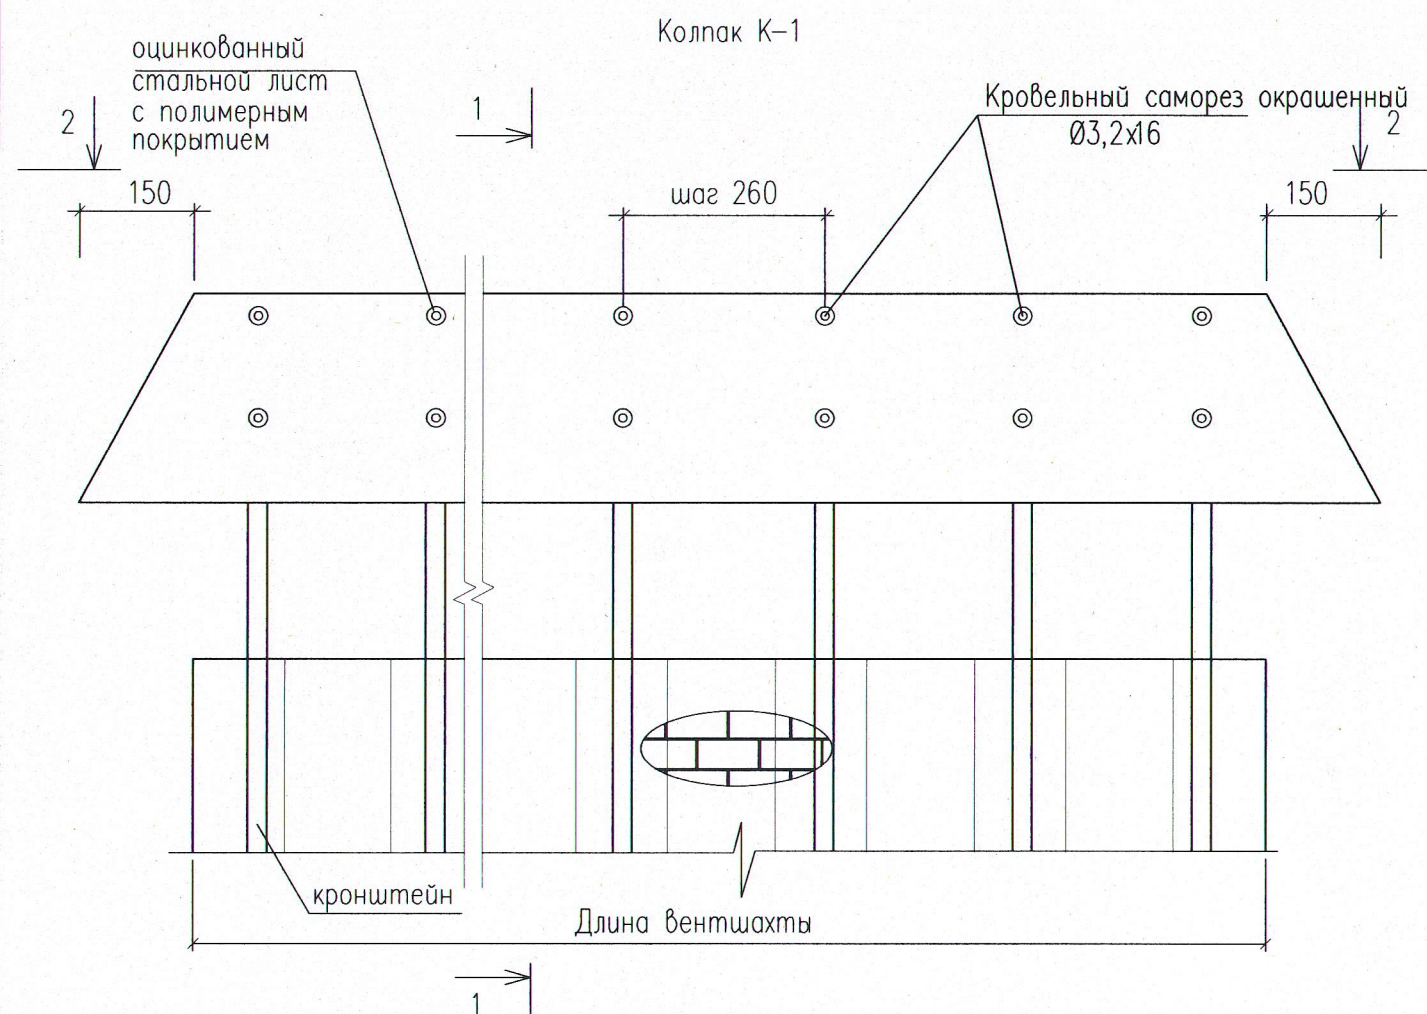 Колпак К-1
оцинкованный
стальной лист
с полимерным
покрытием
1
Кровельный саморез окрашенный
Ø3,2х16
2
2
150
шаг 260
150
кронштейн
Длина вентшахты
1